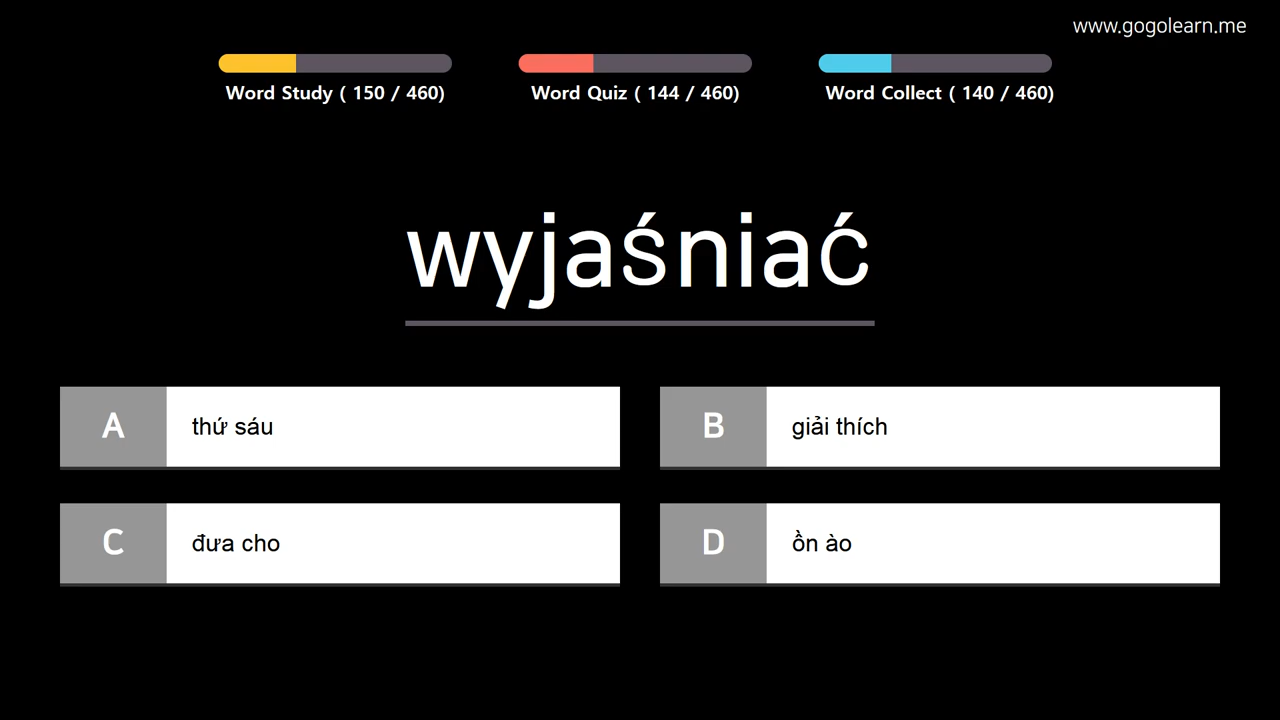 www.gogolearn.me
Word Study ( 150 / 460)
Word Quiz ( 144 / 460)
Word Collect ( 140 / 460)
wyjaśniać
A thứ sáu
B giải thích
C đưa cho
D ồn ào